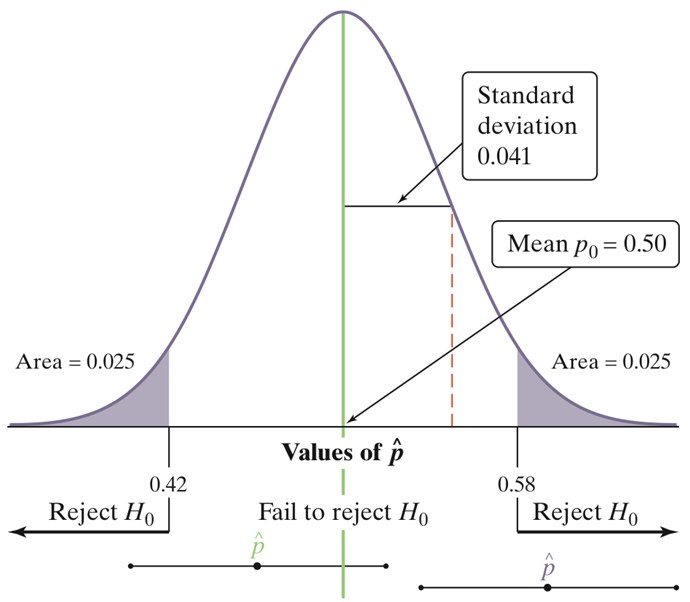 Standard
deviation
0.041
Mean p₀ = 0.50
Area = 0.025
Area = 0.025
Values of p̂
0.42
0.58
Reject H₀
Fail to reject H₀
Reject H₀
p̂
p̂